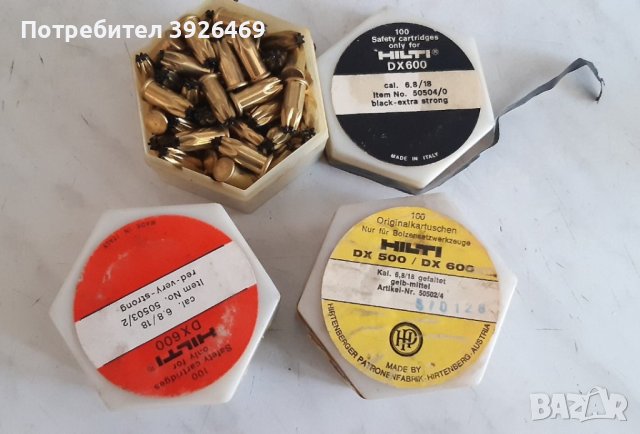 Потребител 3926469
100
Safety cartridges
only for
HILTI®
DX600
cal. 6,8/18
Item No. 50504/0
black-extra strong
MADE IN ITALY
MADE IN ITALY
100
Safety cartridges
only for
HILTI®
DX600
cal. 6,8/18
Item No. 50503/2
red-very-strong
100
Originalkartuschen
Nur für Bolzensetzwerkzeuge
HILTI
DX 500 / DX 600
Kal. 6,8/18 gefaltet
gelb-mittel
Artikel-Nr. 50502/4
HP
MADE BY
HIRTENBERGER PATRONENFABRIK HIRTENBERG AUSTRIA
BAZAR